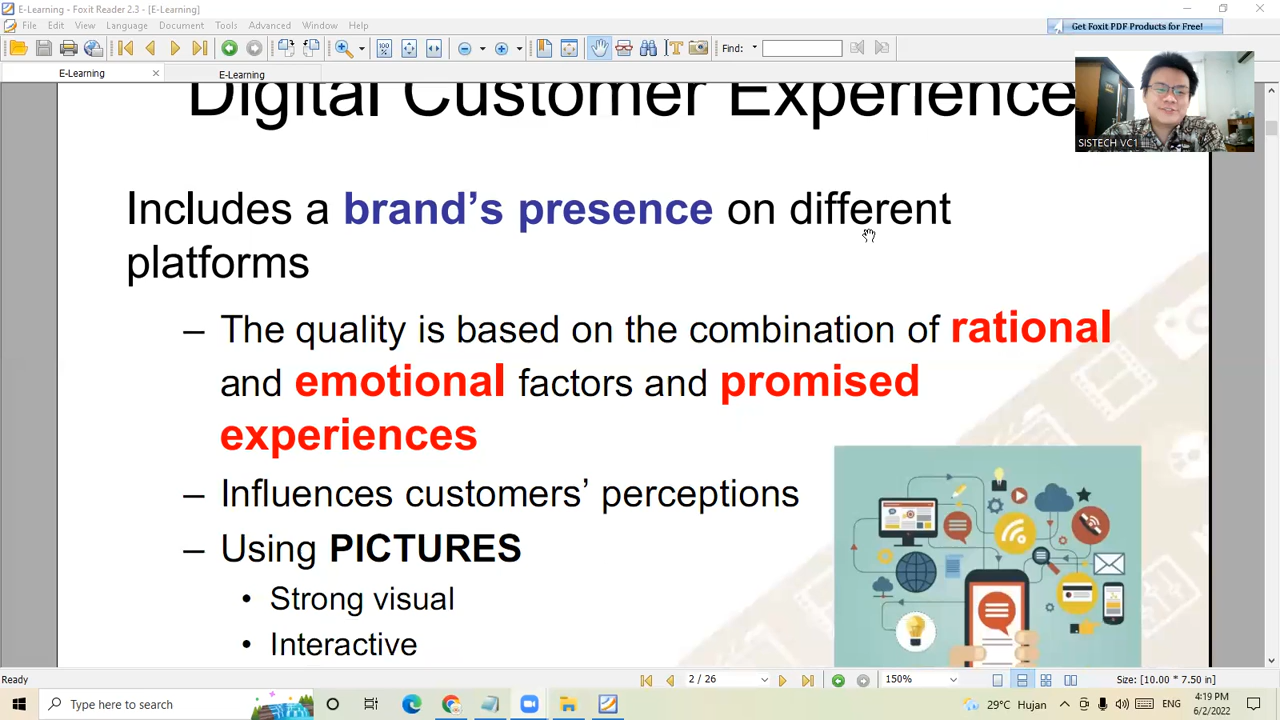 E-Learning - Foxit Reader 2.3 - [E-Learning]
File Edit View Language Document Tools Advanced Window Help
Get Foxit PDF Products for Free!
Find:
E-Learning × E-Learning
Digital Customer Experience
SISTECH VC1
Includes a brand’s presence on different
platforms
– The quality is based on the combination of rational
and emotional factors and promised
experiences
– Influences customers’ perceptions
– Using PICTURES
• Strong visual
• Interactive
Ready 2 / 26 150% Size: [10.00 * 7.50 in]
Type here to search 29°C Hujan ENG 4:19 PM
6/2/2022